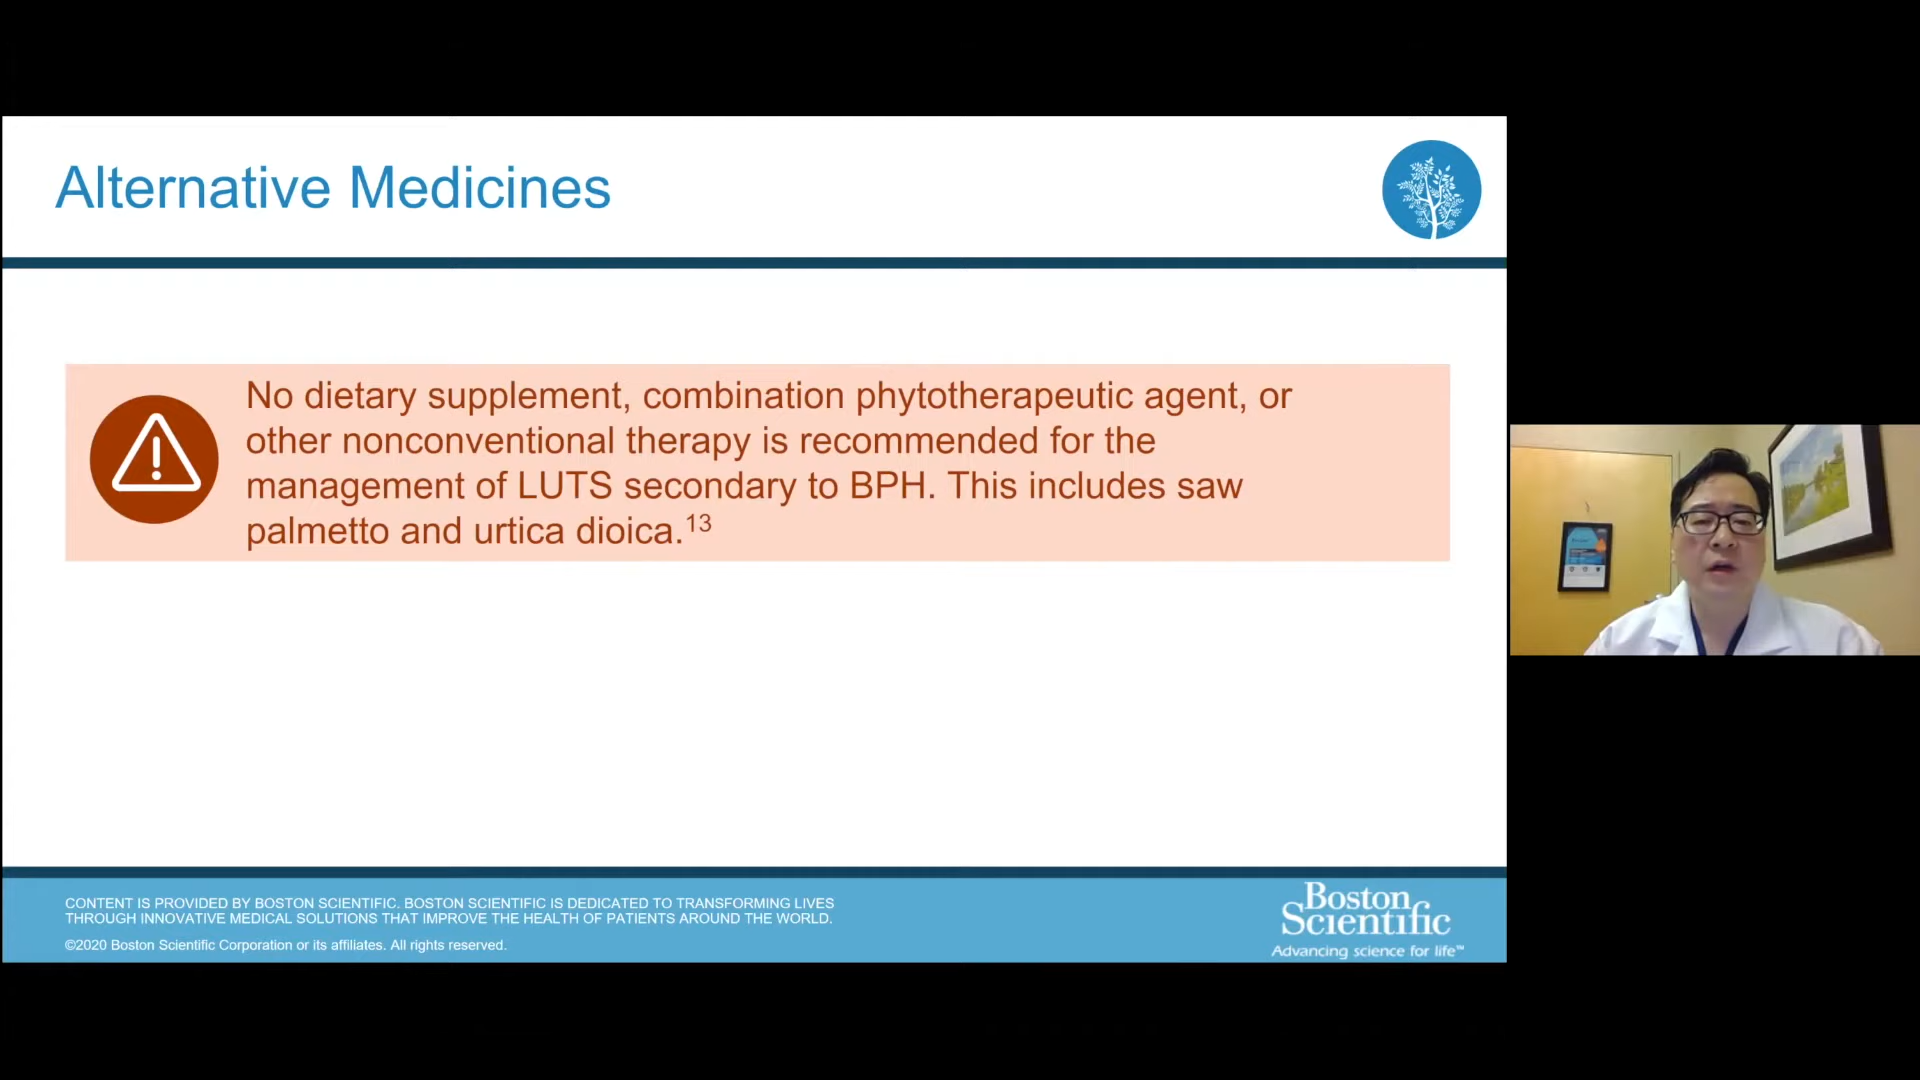 Alternative Medicines
No dietary supplement, combination phytotherapeutic agent, or
other nonconventional therapy is recommended for the
management of LUTS secondary to BPH. This includes saw
palmetto and urtica dioica.13
CONTENT IS PROVIDED BY BOSTON SCIENTIFIC. BOSTON SCIENTIFIC IS DEDICATED TO TRANSFORMING LIVES
THROUGH INNOVATIVE MEDICAL SOLUTIONS THAT IMPROVE THE HEALTH OF PATIENTS AROUND THE WORLD.
©2020 Boston Scientific Corporation or its affiliates. All rights reserved.
Boston
Scientific
Advancing science for life™